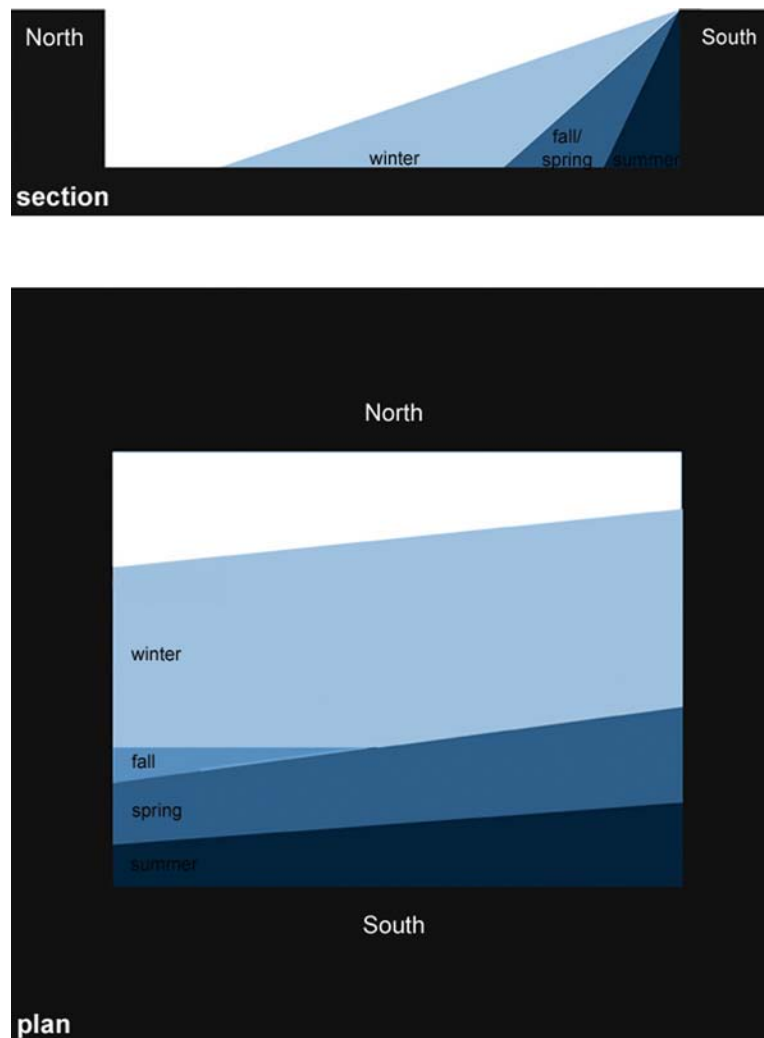 North
South
fall/
winter
spring
summer
section
North
winter
fall
spring
summer
South
plan